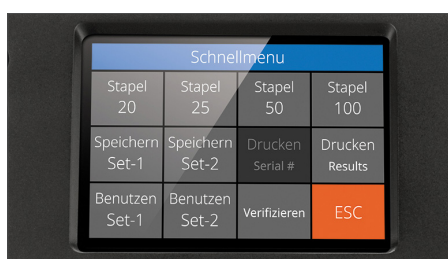 Schnellmenu
Stapel Stapel Stapel Stapel
20 25 50 100
Speichern Speichern Drucken Drucken
Set-1 Set-2 Serial # Results
Benutzen Benutzen Verifizieren ESC
Set-1 Set-2